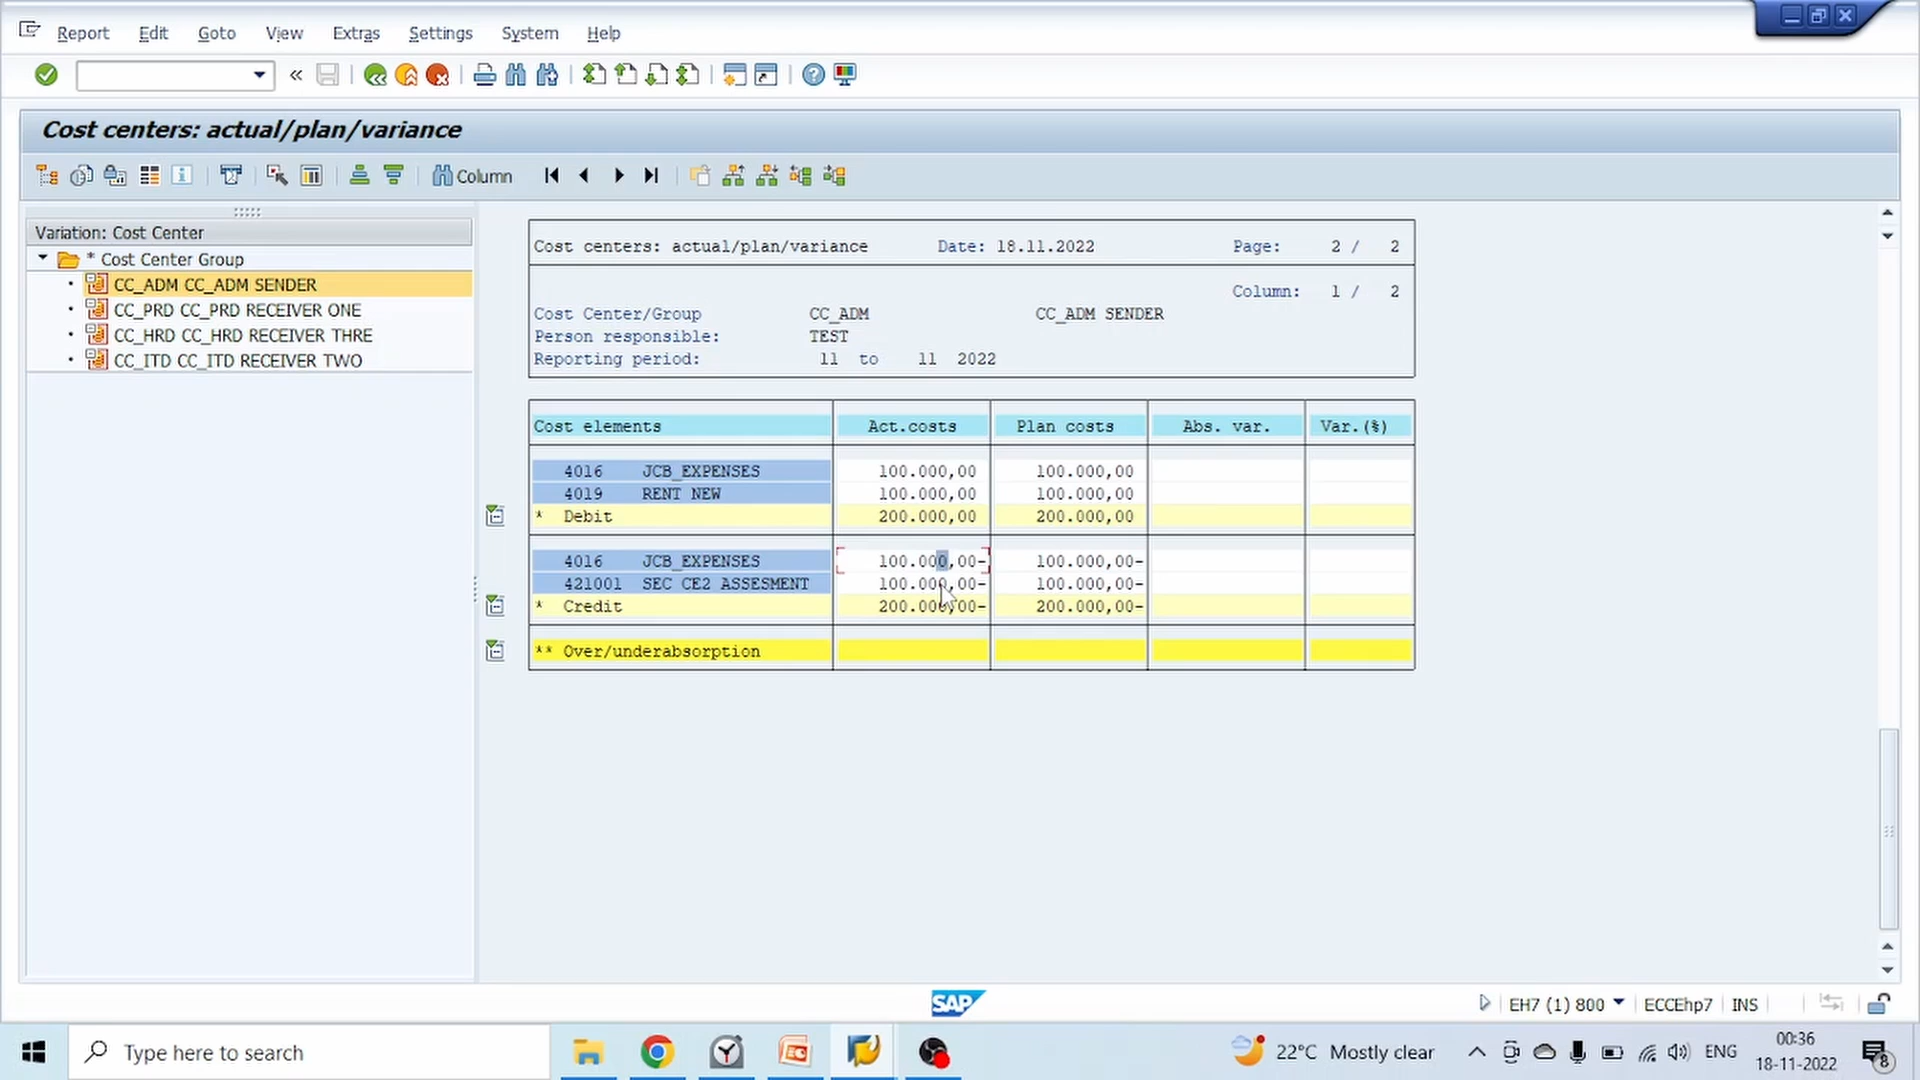 Report Edit Goto View Extras Settings System Help
Cost centers: actual/plan/variance
Column
Variation: Cost Center
* Cost Center Group
CC_ADM CC_ADM SENDER
CC_PRD CC_PRD RECEIVER ONE
CC_HRD CC_HRD RECEIVER THRE
CC_ITD CC_ITD RECEIVER TWO
Cost centers: actual/plan/variance Date: 18.11.2022 Page: 2 / 2
Column: 1 / 2
Cost Center/Group CC_ADM CC_ADM SENDER
Person responsible: TEST
Reporting period: 11 to 11 2022
Cost elements Act.costs Plan costs Abs. var. Var.(%)
4016 JCB_EXPENSES 100.000,00 100.000,00
4019 RENT NEW 100.000,00 100.000,00
* Debit 200.000,00 200.000,00
4016 JCB_EXPENSES 100.000,00- 100.000,00-
421001 SEC CE2 ASSESMENT 100.000,00- 100.000,00-
* Credit 200.000,00- 200.000,00-
** Over/underabsorption
SAP
EH7 (1) 800 ECCEhp7 INS
Type here to search
22°C Mostly clear
ENG
00:36
18-11-2022
8